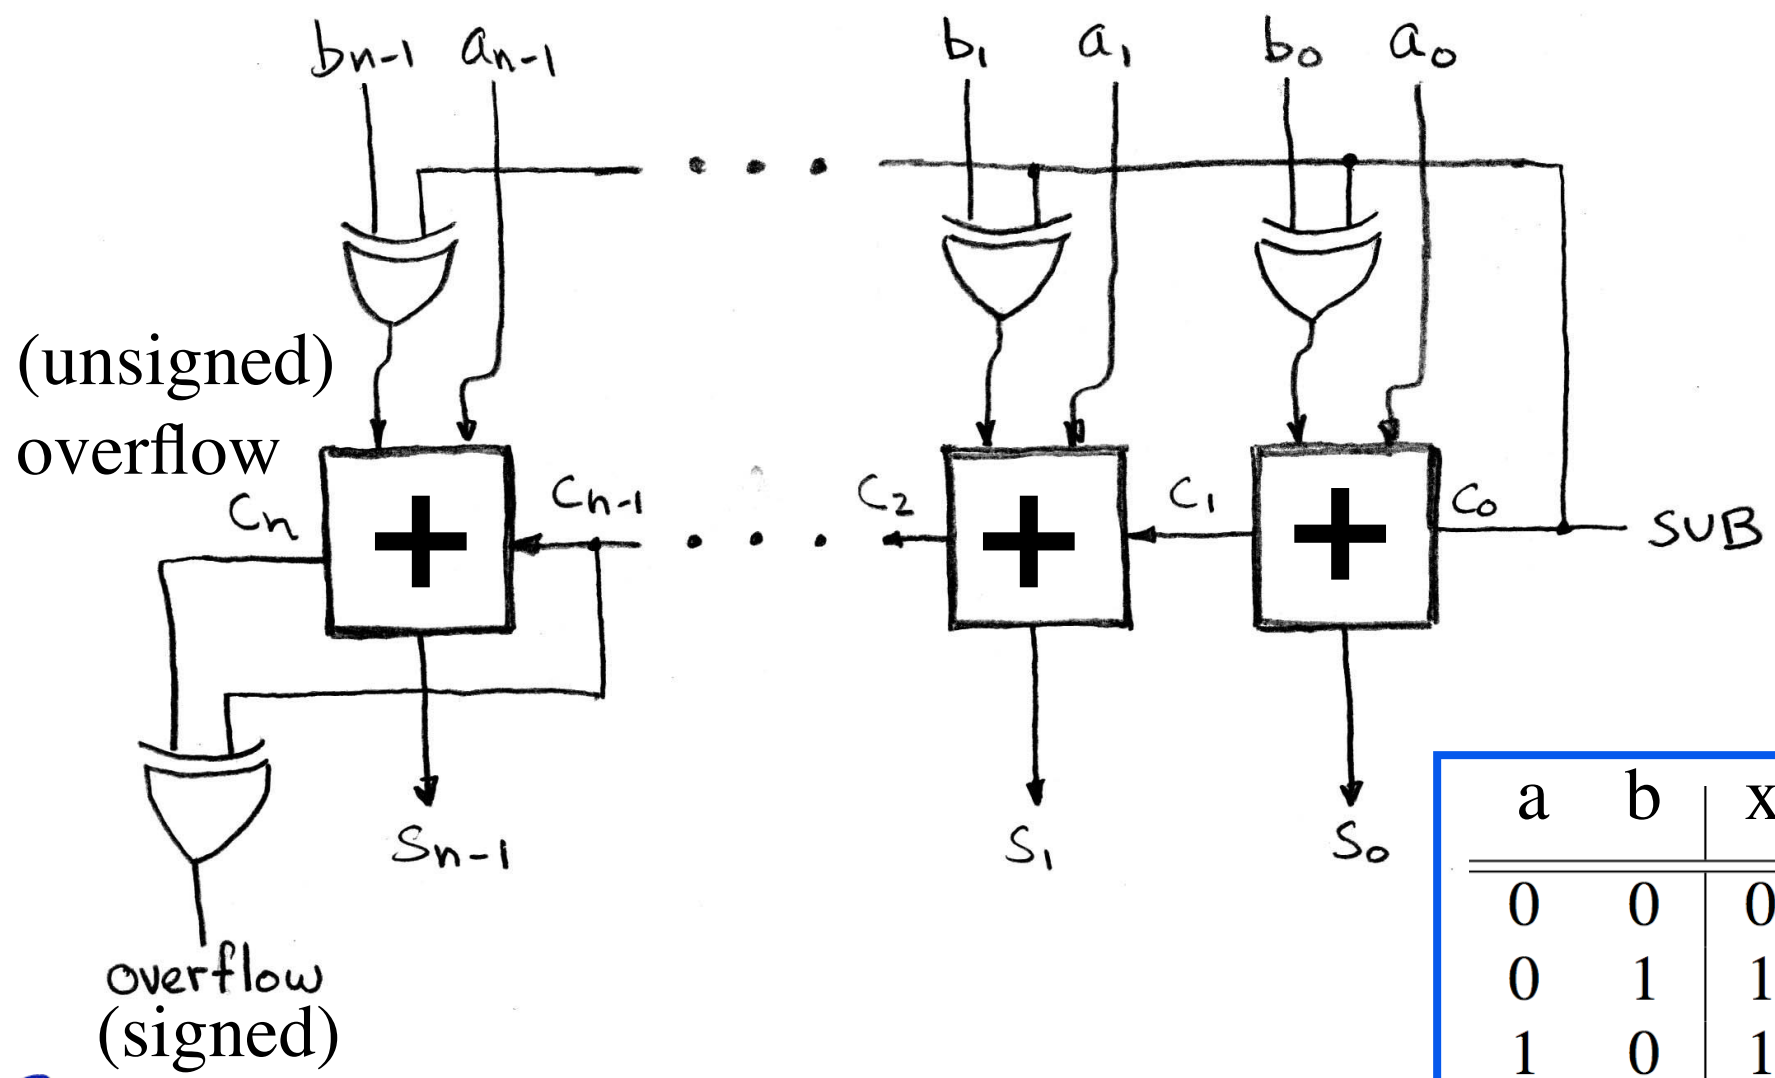 bn-1 an-1 b1 a1 b0 a0
(unsigned)
overflow
Cn Cn-1 C2 C1 C0 SUB
+ + +
Sn-1 S1 S0
overflow
(signed)
a b x
0 0 0
0 1 1
1 0 1